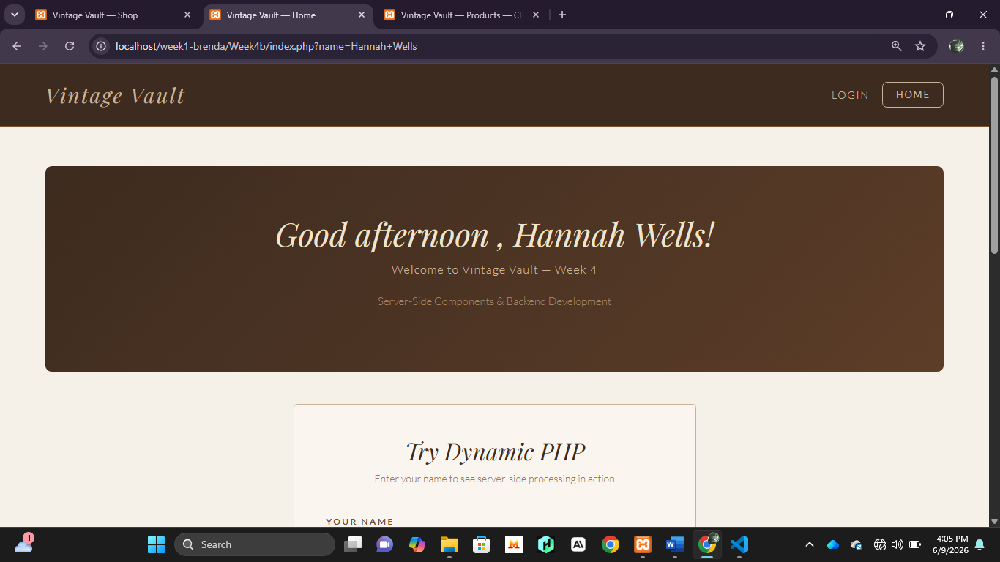 Vintage Vault — Shop
Vintage Vault — Home
Vintage Vault — Products — CR
localhost/week1-brenda/Week4b/index.php?name=Hannah+Wells
Vintage Vault
LOGIN
HOME
Good afternoon , Hannah Wells!
Welcome to Vintage Vault — Week 4
Server-Side Components & Backend Development
Try Dynamic PHP
Enter your name to see server-side processing in action
YOUR NAME
1
Search
4:05 PM
6/9/2026